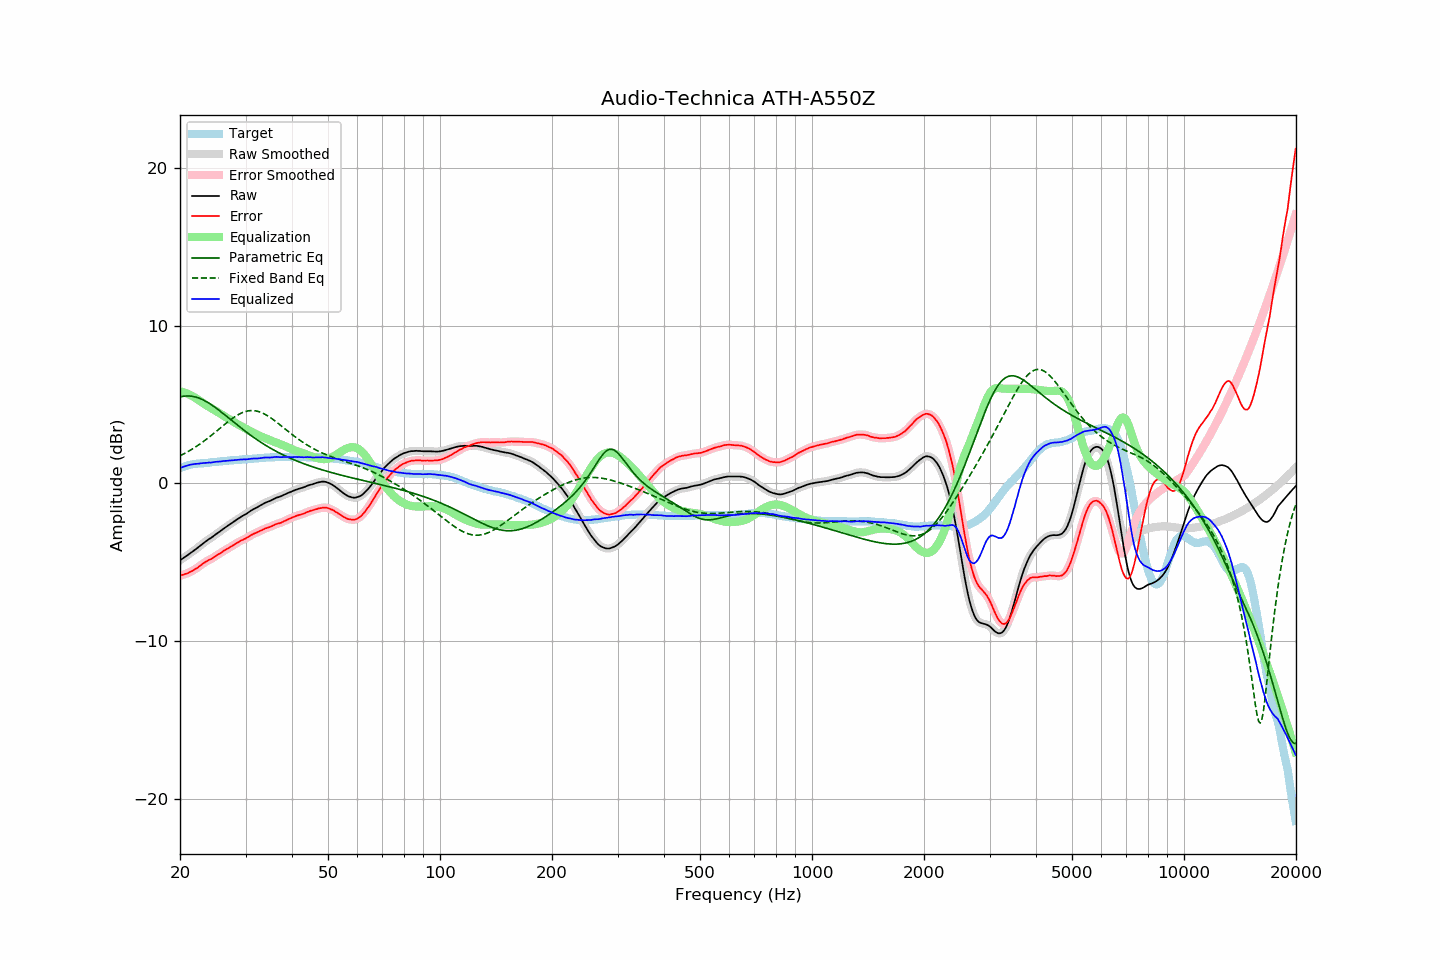 Audio-Technica ATH-A550Z
Target
Raw Smoothed
Error Smoothed
Raw
Error
Equalization
Parametric Eq
Fixed Band Eq
Equalized
Amplitude (dBr)
20
10
0
−10
−20
20 50 100 200 500 1000 2000 5000 10000 20000
Frequency (Hz)